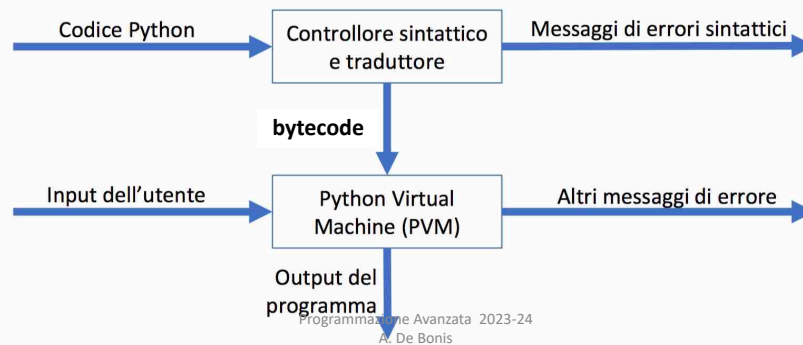 Codice Python
Controllore sintattico
e traduttore
Messaggi di errori sintattici
bytecode
Input dell'utente
Python Virtual
Machine (PVM)
Altri messaggi di errore
Output del
programma
Programmazione Avanzata 2023-24
A. De Bonis